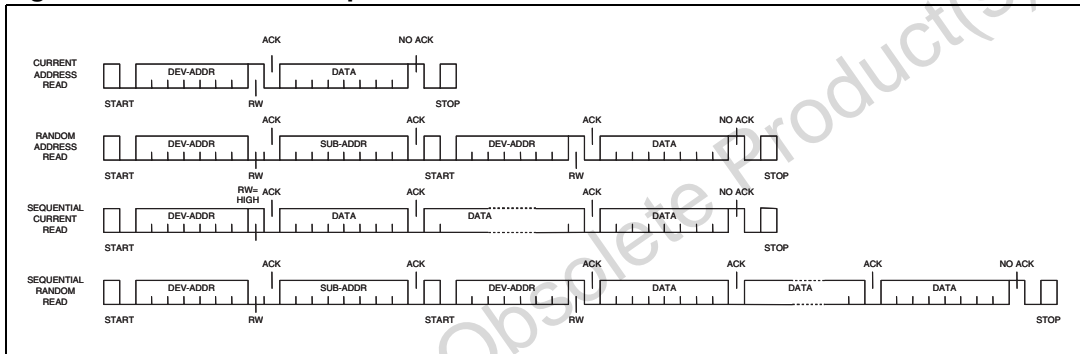 ACK NO ACK
CURRENT
ADDRESS
READ
DEV-ADDR DATA
START RW STOP
ACK ACK ACK NO ACK
RANDOM
ADDRESS
READ
DEV-ADDR SUB-ADDR DEV-ADDR DATA
START RW START RW STOP
RW=
HIGH
ACK ACK ACK NO ACK
SEQUENTIAL
CURRENT
READ
DEV-ADDR DATA DATA DATA
START STOP
ACK ACK ACK ACK ACK NO ACK
SEQUENTIAL
RANDOM
READ
DEV-ADDR SUB-ADDR DEV-ADDR DATA DATA DATA
START RW START RW STOP
Obsolete Product(s)